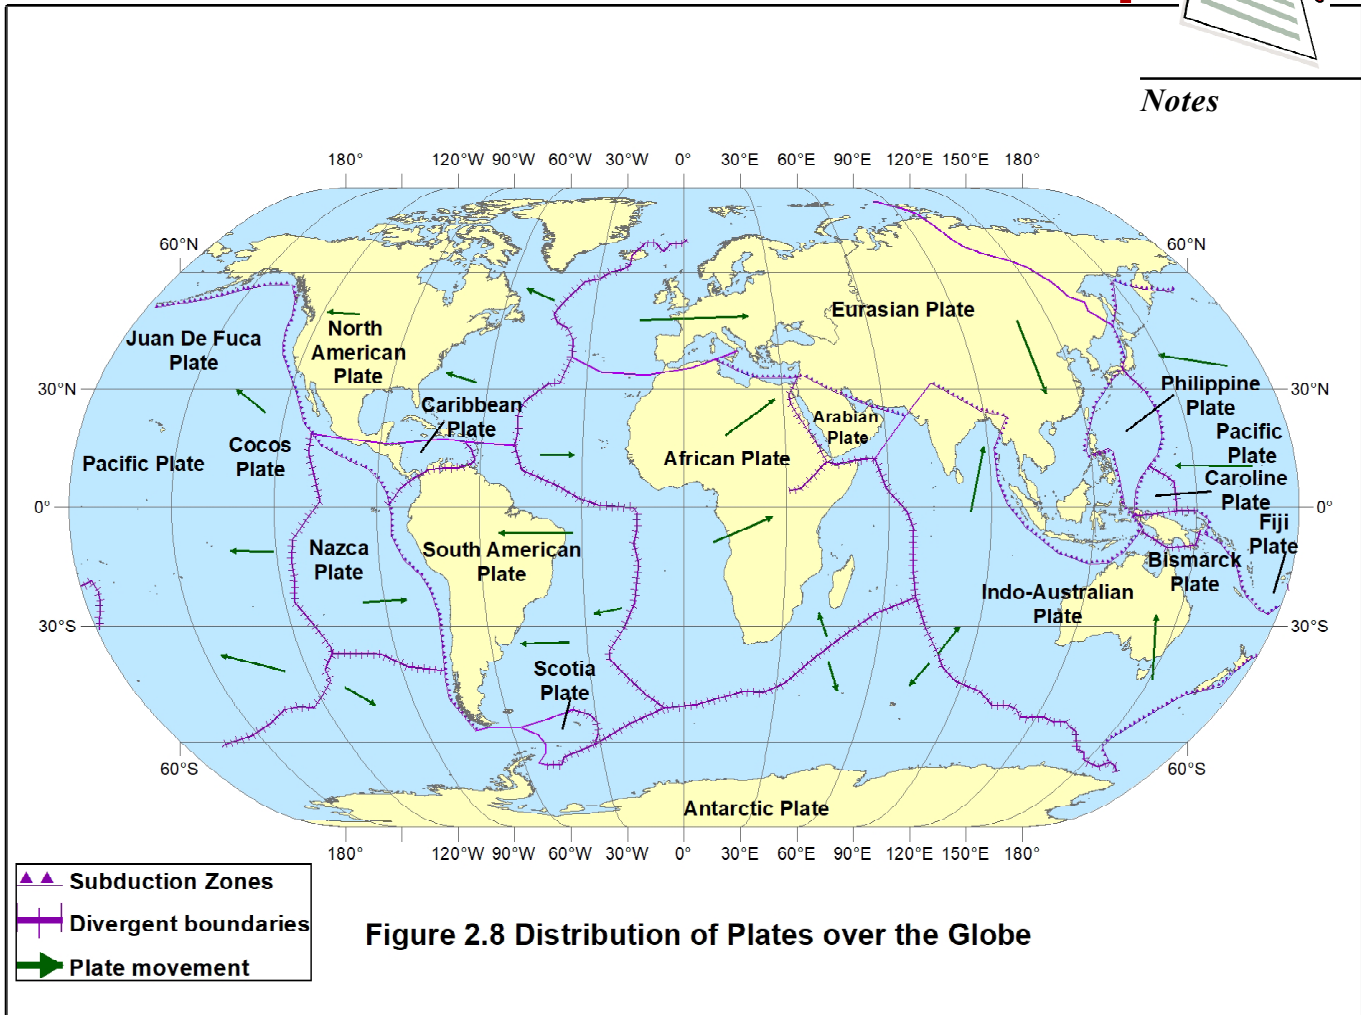 Notes
180° 120°W 90°W 60°W 30°W 0° 30°E 60°E 90°E 120°E 150°E 180°
60°N 60°N
Eurasian Plate
Juan De Fuca
Plate
North
American
Plate
30°N 30°N
Philippine
Plate
Caribbean
Plate
Arabian
Plate
Pacific
Plate
Cocos
Plate
Pacific Plate
African Plate
Caroline
Plate
0° 0°
Fiji
Plate
Nazca
Plate
South American
Plate
Bismarck
Plate
Indo-Australian
Plate
30°S 30°S
Scotia
Plate
60°S 60°S
Antarctic Plate
180° 120°W 90°W 60°W 30°W 0° 30°E 60°E 90°E 120°E 150°E 180°
Subduction Zones
Divergent boundaries
Plate movement
Figure 2.8 Distribution of Plates over the Globe